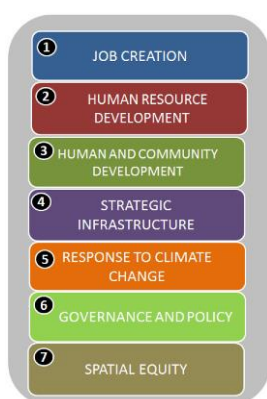 1
JOB CREATION
2
HUMAN RESOURCE
DEVELOPMENT
3
HUMAN AND COMMUNITY
DEVELOPMENT
4
STRATEGIC
INFRASTRUCTURE
5
RESPONSE TO CLIMATE
CHANGE
6
GOVERNANCE AND POLICY
7
SPATIAL EQUITY